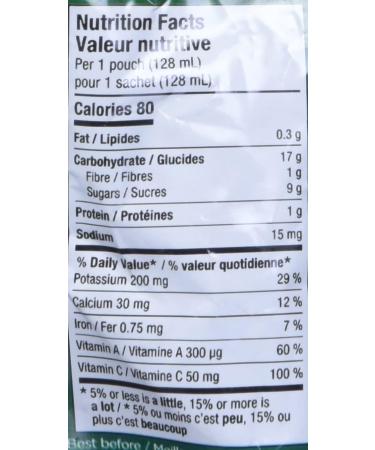 Nutrition Facts
Valeur nutritive
Per 1 pouch (128 mL)
pour 1 sachet (128 mL)
Calories 80
Fat / Lipides 0.3 g
Carbohydrate / Glucides 17 g
Fibre / Fibres 1 g
Sugars / Sucres 9 g
Protein / Protéines 1 g
Sodium 15 mg
% Daily Value* / % valeur quotidienne*
Potassium 200 mg 29 %
Calcium 30 mg 12 %
Iron / Fer 0.75 mg 7 %
Vitamin A / Vitamine A 300 µg 60 %
Vitamin C / Vitamine C 50 mg 100 %
* 5% or less is a little, 15% or more is
a lot / * 5% ou moins c'est peu, 15% ou
plus c'est beaucoup
Best before /